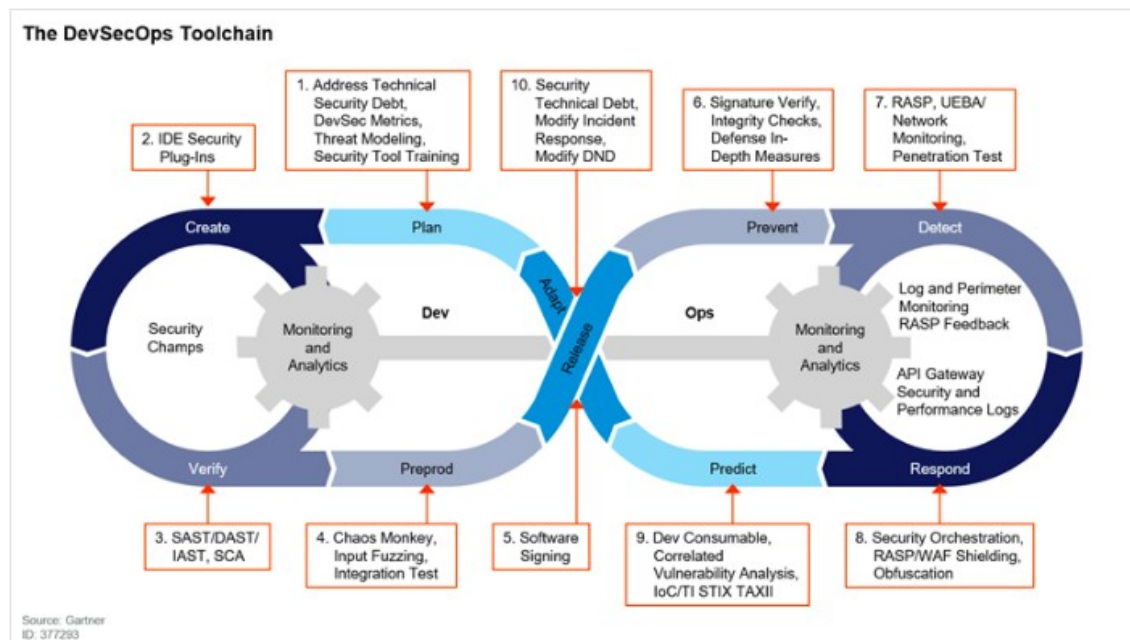 The DevSecOps Toolchain
1. Address Technical
Security Debt,
DevSec Metrics,
Threat Modeling,
Security Tool Training
10. Security
Technical Debt,
Modify Incident
Response,
Modify DND
6. Signature Verify,
Integrity Checks,
Defense In-
Depth Measures
7. RASP, UEBA/
Network
Monitoring,
Penetration Test
2. IDE Security
Plug-Ins
Create
Plan
Prevent
Detect
Adapt
Release
Dev
Ops
Security
Champs
Monitoring
and
Analytics
Monitoring
and
Analytics
Log and Perimeter
Monitoring
RASP Feedback
API Gateway
Security and
Performance Logs
Verify
Preprod
Predict
Respond
3. SAST/DAST/
IAST, SCA
4. Chaos Monkey,
Input Fuzzing,
Integration Test
5. Software
Signing
9. Dev Consumable,
Correlated
Vulnerability Analysis,
IoC/TI STIX TAXII
8. Security Orchestration,
RASP/WAF Shielding,
Obfuscation
Source: Gartner
ID: 377293